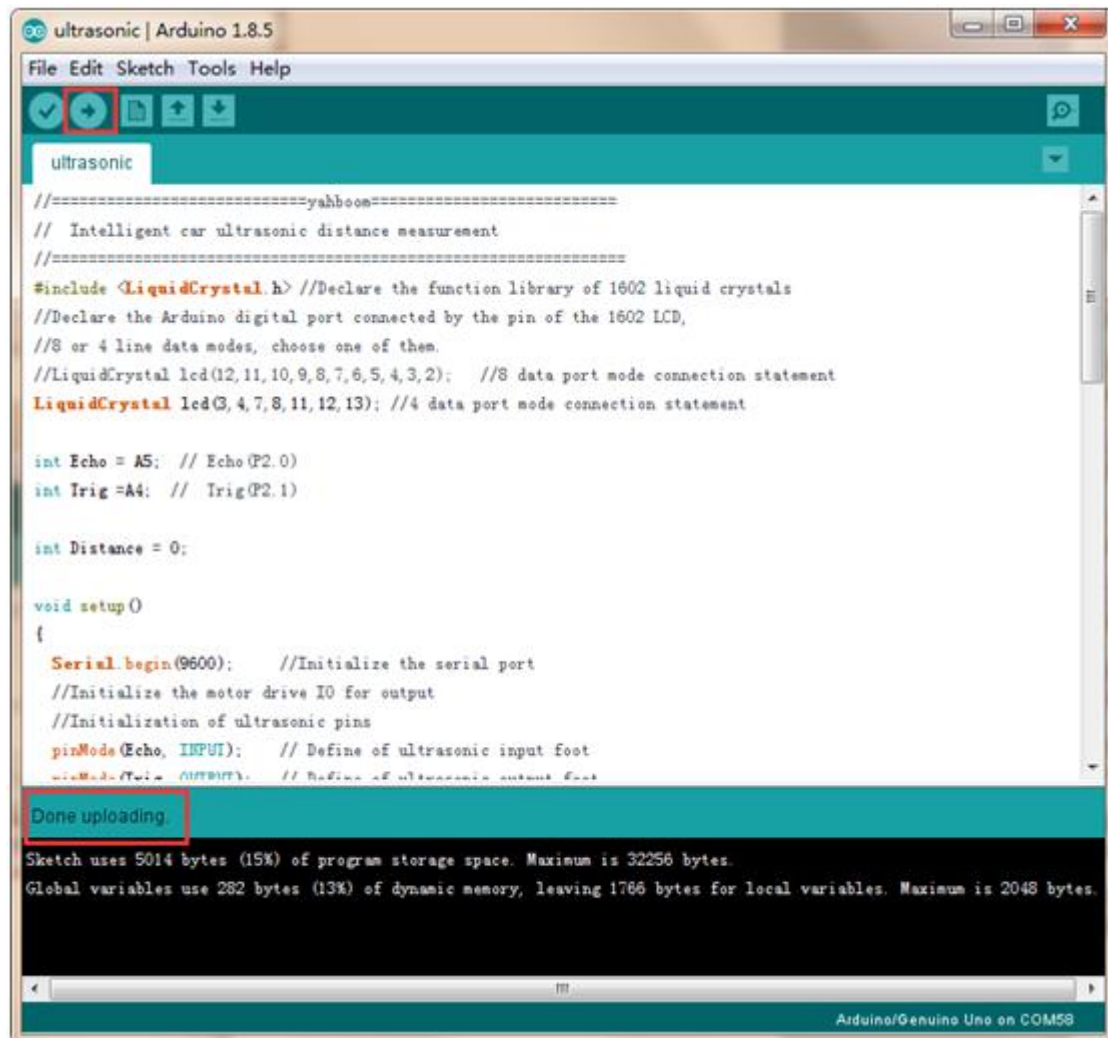 ultrasonic | Arduino 1.8.5
File Edit Sketch Tools Help
ultrasonic
//============================yahboom===========================
//  Intelligent car ultrasonic distance measurement
//===============================================================
#include <LiquidCrystal.h> //Declare the function library of 1602 liquid crystals
//Declare the Arduino digital port connected by the pin of the 1602 LCD,
//8 or 4 line data modes, choose one of them.
//LiquidCrystal lcd(12,11,10,9,8,7,6,5,4,3,2);   //8 data port mode connection statement
LiquidCrystal lcd(3,4,7,8,11,12,13); //4 data port mode connection statement
int Echo = A5;  // Echo(P2.0)
int Trig =A4;  //  Trig(P2.1)
int Distance = 0;
void setup()
{
Serial.begin(9600);     //Initialize the serial port
//Initialize the motor drive IO for output
//Initialization of ultrasonic pins
pinMode(Echo, INPUT);    // Define of ultrasonic input foot
pinMode(Trig, OUTPUT);   // Define of ultrasonic output foot
Done uploading.
Sketch uses 5014 bytes (15%) of program storage space. Maximum is 32256 bytes.
Global variables use 282 bytes (13%) of dynamic memory, leaving 1766 bytes for local variables. Maximum is 2048 bytes.
Arduino/Genuino Uno on COM58